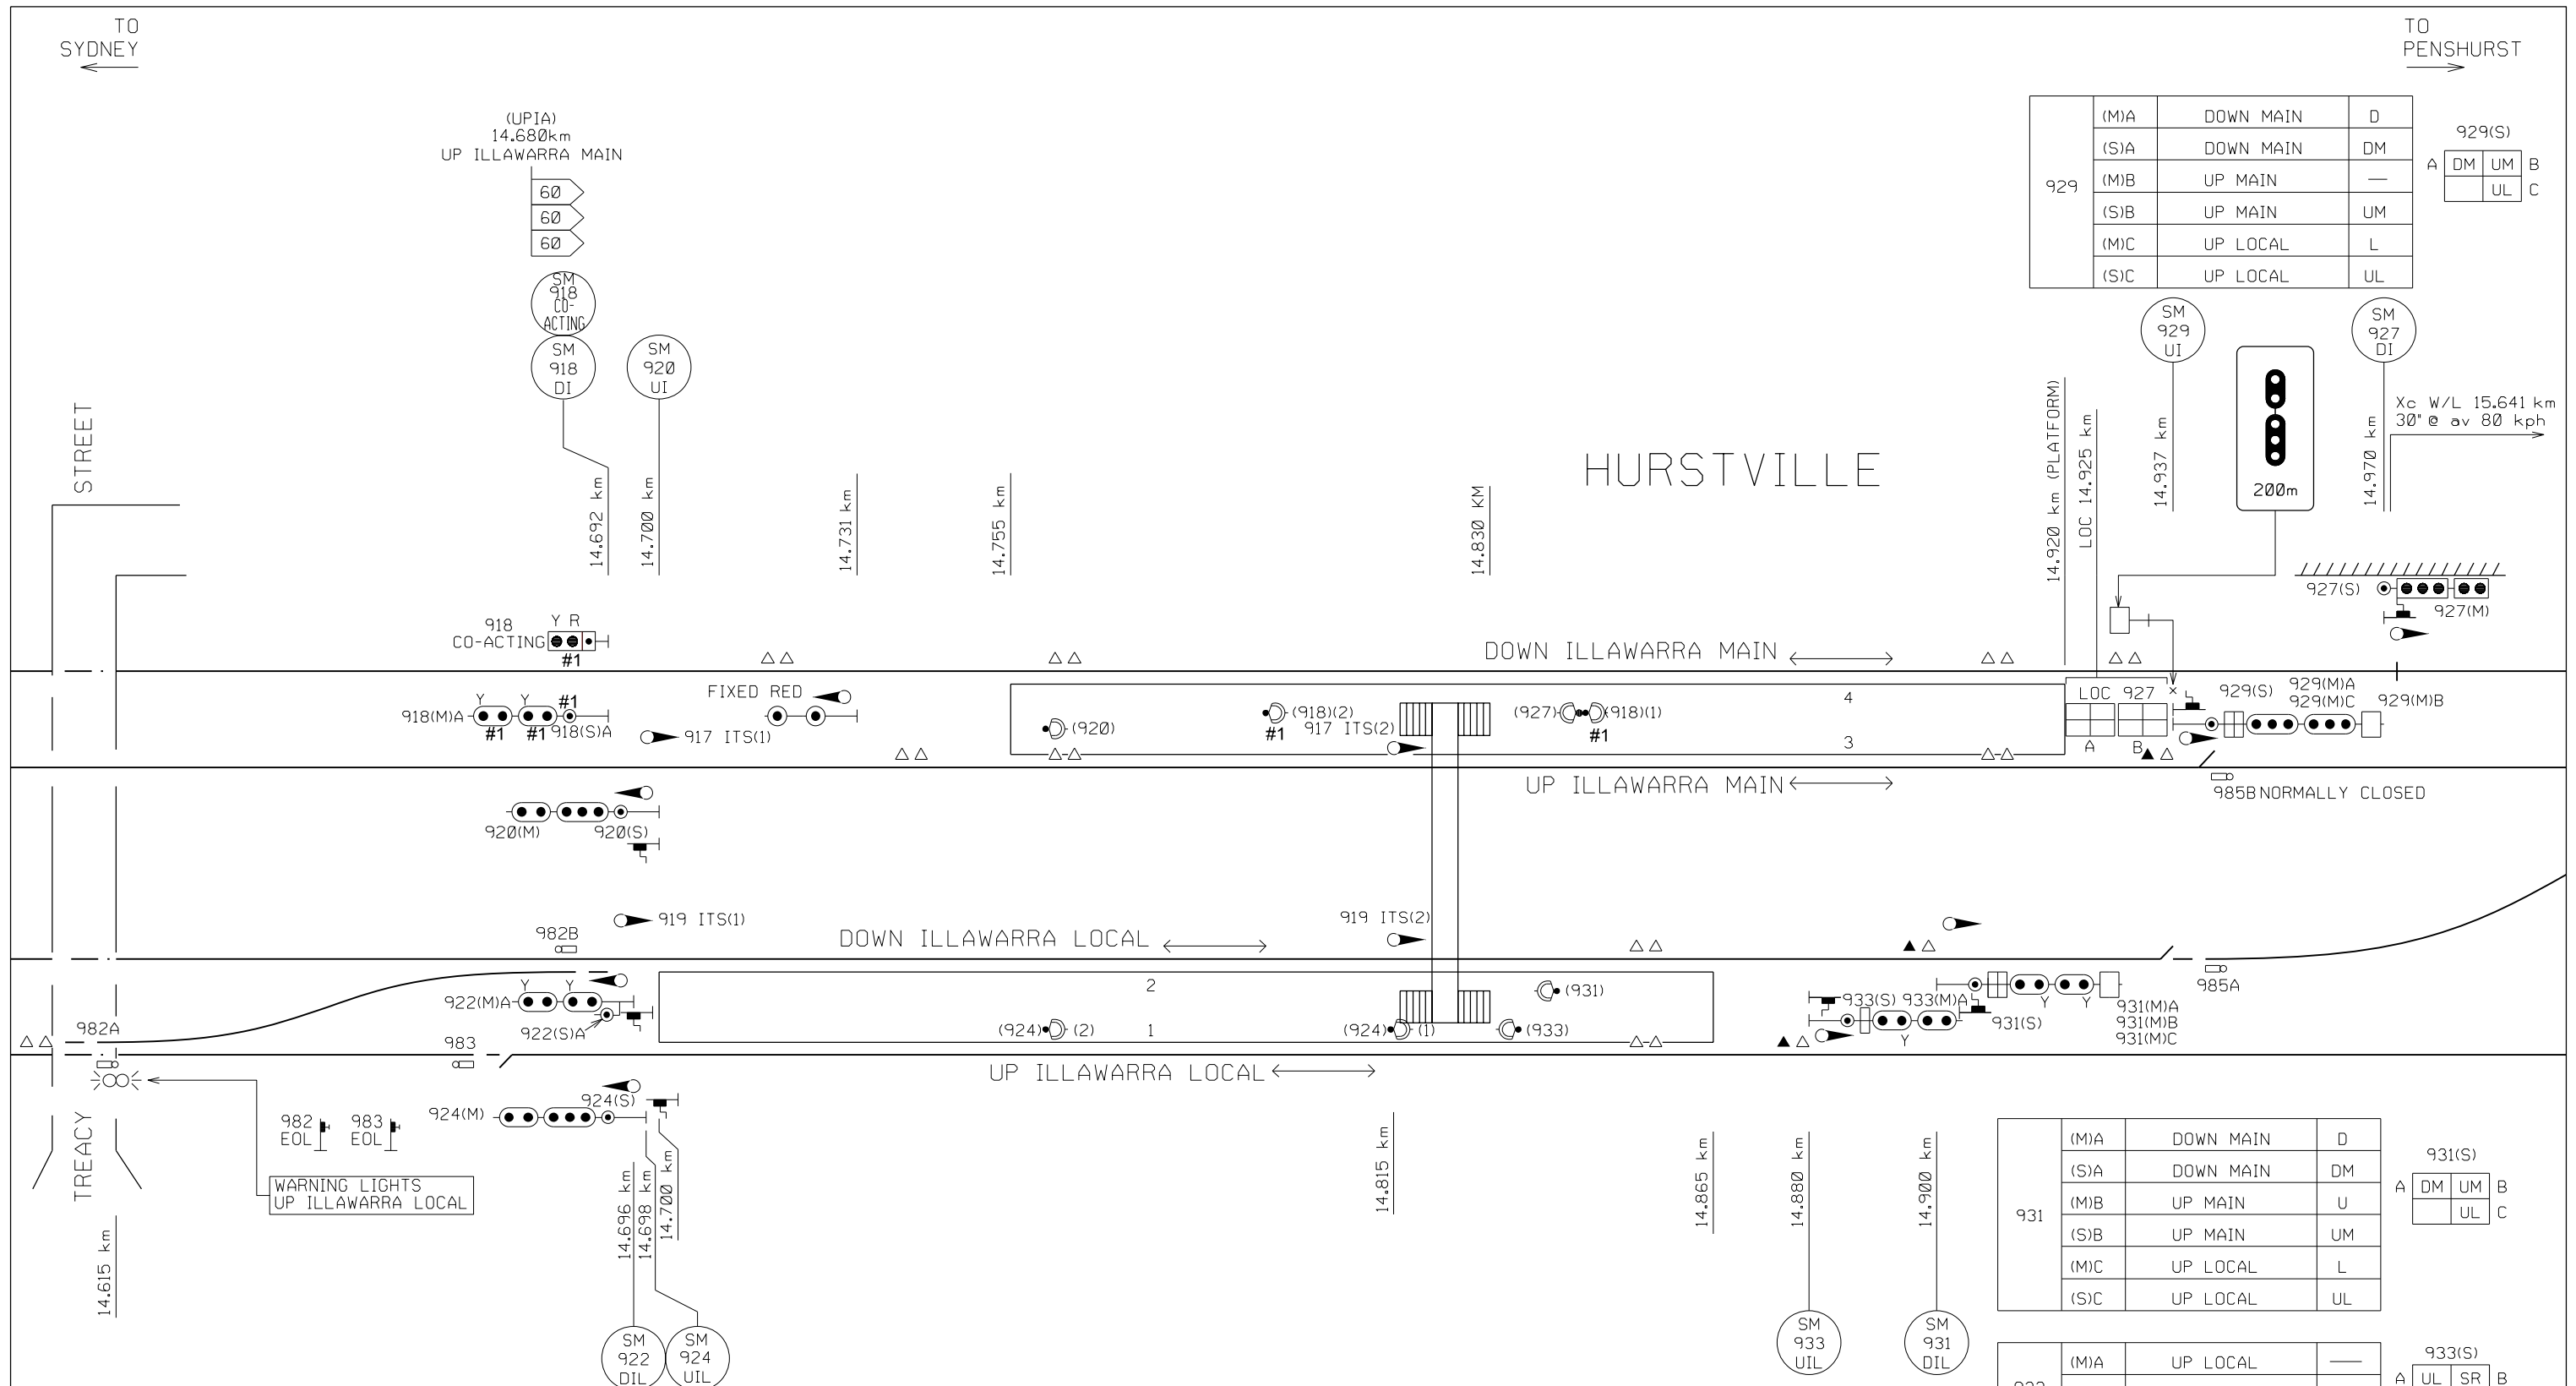 TO
SYDNEY
TO
PENSHURST
(UPIA)
14.680km
UP ILLAWARRA MAIN
60
60
60
SM
918
CO-
ACTING
SM
918
DI
SM
920
UI
929
(M)A DOWN MAIN D
(S)A DOWN MAIN DM
(M)B UP MAIN —
(S)B UP MAIN UM
(M)C UP LOCAL L
(S)C UP LOCAL UL
929(S)
A DM UM B
UL C
SM
929
UI
SM
927
DI
200m
Xc W/L 15.641 km
30" @ av 80 kph
STREET
HURSTVILLE
14.692 km
14.700 km
14.731 km
14.755 km
14.830 KM
14.920 km (PLATFORM)
LOC 14.925 km
14.937 km
14.970 km
927(S)
927(M)
918
CO-ACTING
Y R
#1
DOWN ILLAWARRA MAIN
918(M)A
Y Y
#1
#1 #1
918(S)A
FIXED RED
917 ITS(1)
(920)
(918)(2)
#1
917 ITS(2)
(927)
(918)(1)
#1
4
3
LOC 927
A B
929(S)
929(M)A
929(M)C
929(M)B
UP ILLAWARRA MAIN
985B NORMALLY CLOSED
920(M)
920(S)
919 ITS(1)
919 ITS(2)
982B
DOWN ILLAWARRA LOCAL
922(M)A
Y Y
922(S)A
2
1
(931)
(924) (2)
(924) (1)
(933)
933(S) 933(M)A
Y
931(S)
Y Y
931(M)A
931(M)B
931(M)C
985A
982A
983
UP ILLAWARRA LOCAL
924(M)
924(S)
982
EOL
983
EOL
TREACY
WARNING LIGHTS
UP ILLAWARRA LOCAL
14.615 km
14.696 km
14.698 km
14.700 km
14.815 km
14.865 km
14.880 km
14.900 km
SM
922
DIL
SM
924
UIL
SM
933
UIL
SM
931
DIL
931
(M)A DOWN MAIN D
(S)A DOWN MAIN DM
(M)B UP MAIN U
(S)B UP MAIN UM
(M)C UP LOCAL L
(S)C UP LOCAL UL
931(S)
A DM UM B
UL C
(M)A UP LOCAL —
933(S)
A UL SR B